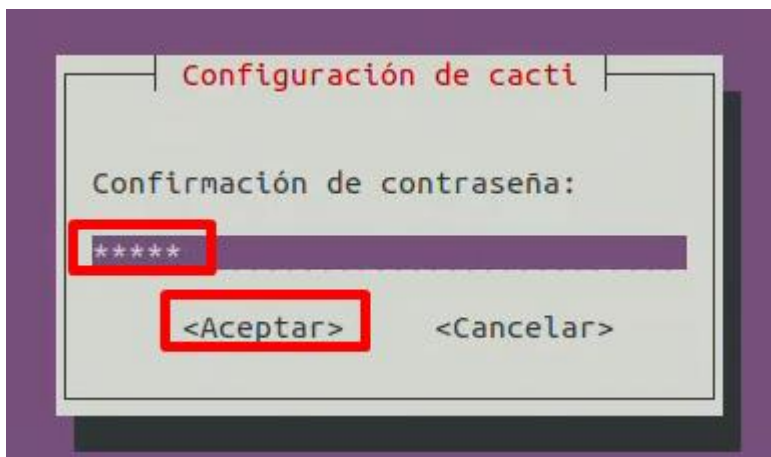 Configuración de cacti
Confirmación de contraseña:
*****
<Aceptar> <Cancelar>